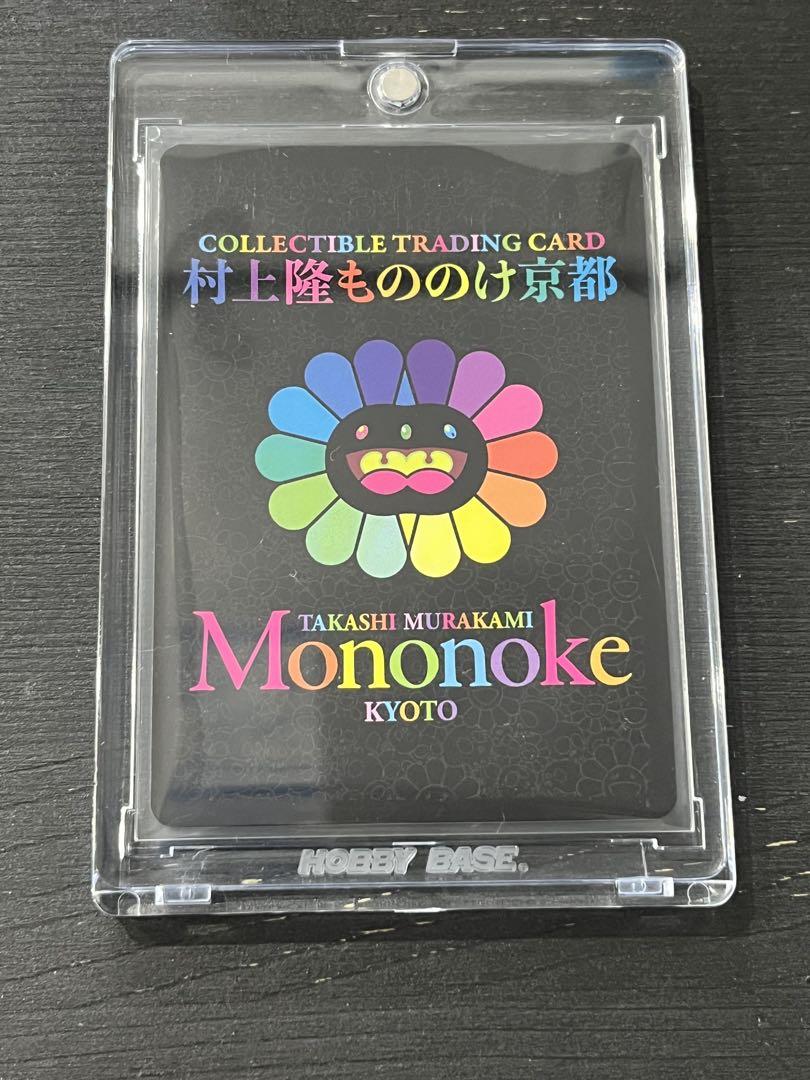 COLLECTIBLE TRADING CARD
村上隆もののけ京都
TAKASHI MURAKAMI
Mononoke
KYOTO
HOBBY BASE.